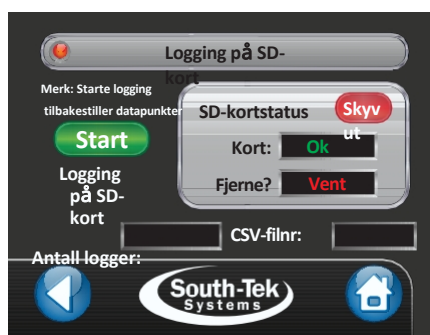 Logging på SD-
kort
Merk: Starte logging
tilbakestiller datapunkter
Start
Logging
på SD-
kort
SD-kortstatus
Skyv
ut
Kort: Ok
Fjerne? Vent
CSV-filnr:
Antall logger:
South-Tek
Systems